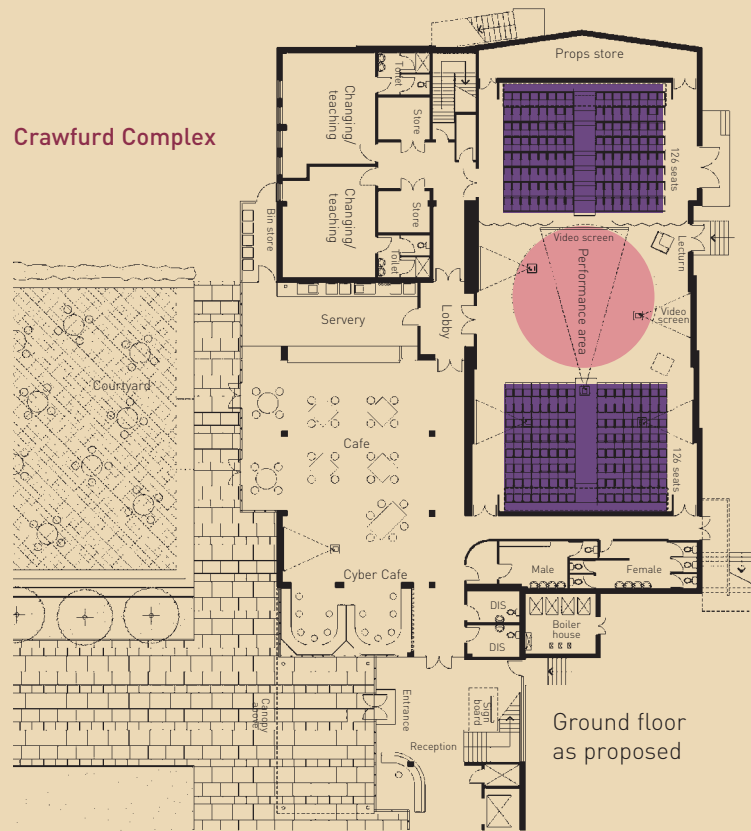 Crawfurd Complex
Props store
Toilet
Changing/
teaching
Store
126 seats
Changing/
teaching
Store
Toilet
Bin store
Video screen
Lecturn
Performance area
Video
screen
Servery
Lobby
Courtyard
Cafe
126 seats
Cyber Cafe
Male
Female
DIS
DIS
Boiler
house
Canopy
above
Entrance
Sign
board
Reception
Ground floor
as proposed